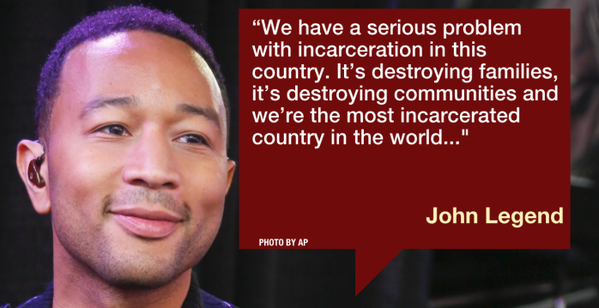 “We have a serious problem
with incarceration in this
country. It’s destroying families,
it’s destroying communities and
we’re the most incarcerated
country in the world..."
John Legend
PHOTO BY AP